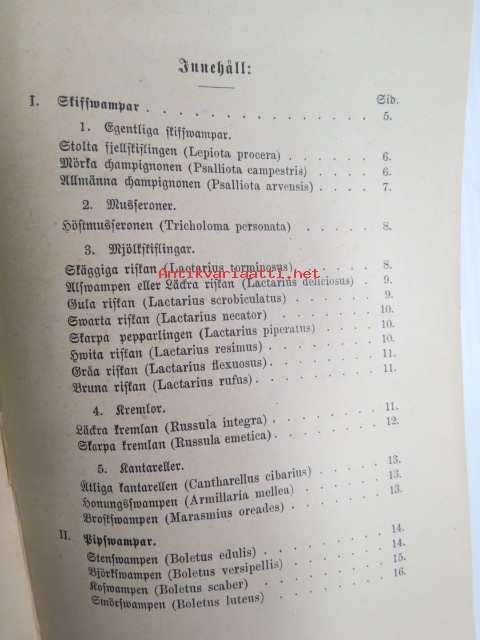 Innehåll:
Sid.
I. Skifswampar . . . . . . . . . . . . 5.
1. Egentliga skifswampar.
Stolta fjellskiflingen (Lepiota procera) . . . . . . 6.
Mörka champignonen (Psalliota campestris) . . . . 6.
Allmänna champignonen (Psalliota arvensis) . . . . 7.
2. Musseroner.
Höstmusseronen (Tricholoma personata) . . . . . 8.
3. Mjölkskiflingar.
Skäggiga riskan (Lactarius torminosus) . . . . . 8.
Antikvariaatti.net
Alswampen eller Läckra riskan (Lactarius deliciosus) . 9.
Gula riskan (Lactarius scrobiculatus) . . . . . . 9.
Swarta riskan (Lactarius necator) . . . . . . . 10.
Skarpa pepparlingen (Lactarius piperatus) . . . . 10.
Hwita riskan (Lactarius resimus) . . . . . . . 10.
Gråa riskan (Lactarius flexuosus) . . . . . . . 11.
Bruna riskan (Lactarius rufus) . . . . . . . . 11.
4. Kremlor.
Läckra kremlan (Russula integra) . . . . . . . 11.
Skarpa kremlan (Russula emetica) . . . . . . . 12.
5. Kantareller.
Ätliga kantarellen (Cantharellus cibarius) . . . . 13.
Honungsswampen (Armillaria mellea) . . . . . . 13.
Broskswampen (Marasmius oreades) . . . . . . 13.
II. Pipswampar.
Stenswampen (Boletus edulis) . . . . . . . . 14.
Björkswampen (Boletus versipellis) . . . . . . 14.
Koswampen (Boletus scaber) . . . . . . . . 15.
Smörswampen (Boletus luteus) . . . . . . . . 16.